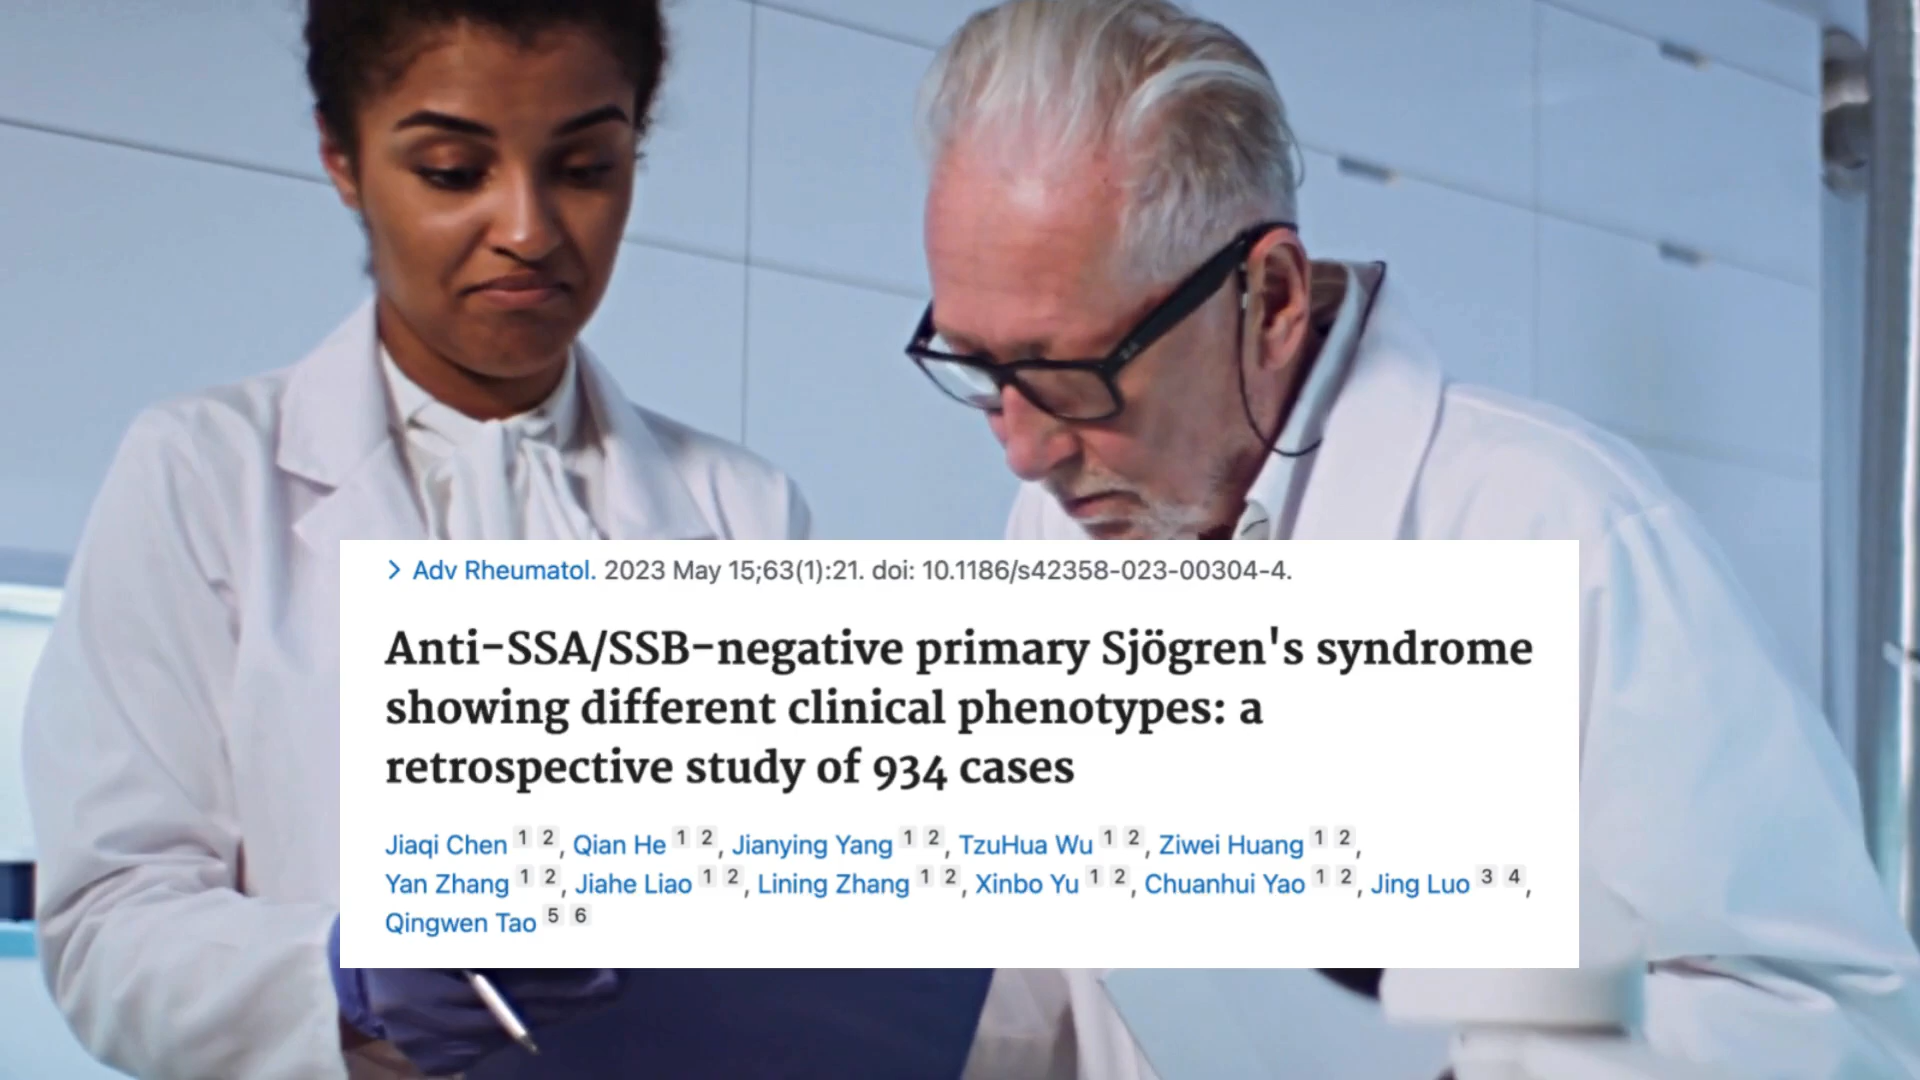 > Adv Rheumatol. 2023 May 15;63(1):21. doi: 10.1186/s42358-023-00304-4.
Anti-SSA/SSB-negative primary Sjögren's syndrome
showing different clinical phenotypes: a
retrospective study of 934 cases
Jiaqi Chen 1 2, Qian He 1 2, Jianying Yang 1 2, TzuHua Wu 1 2, Ziwei Huang 1 2,
Yan Zhang 1 2, Jiahe Liao 1 2, Lining Zhang 1 2, Xinbo Yu 1 2, Chuanhui Yao 1 2, Jing Luo 3 4,
Qingwen Tao 5 6